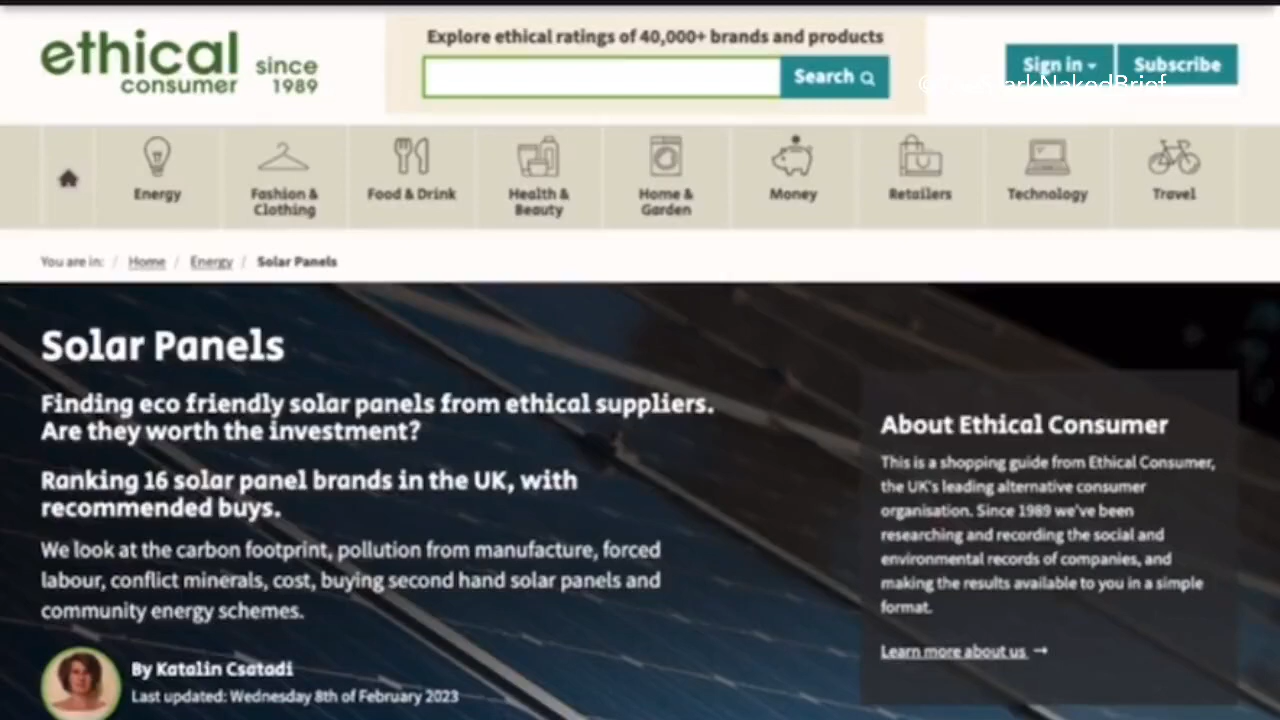 ethical
consumer
since
1989
Explore ethical ratings of 40,000+ brands and products
Search
Sign in
Subscribe
Energy
Fashion &
Clothing
Food & Drink
Health &
Beauty
Home &
Garden
Money
Retailers
Technology
Travel
You are in: / Home / Energy / Solar Panels
Solar Panels
Finding eco friendly solar panels from ethical suppliers.
Are they worth the investment?
Ranking 16 solar panel brands in the UK, with
recommended buys.
We look at the carbon footprint, pollution from manufacture, forced
labour, conflict minerals, cost, buying second hand solar panels and
community energy schemes.
By Katalin Csatadi
Last updated: Wednesday 8th of February 2023
About Ethical Consumer
This is a shopping guide from Ethical Consumer,
the UK's leading alternative consumer
organisation. Since 1989 we've been
researching and recording the social and
environmental records of companies, and
making the results available to you in a simple
format.
Learn more about us →